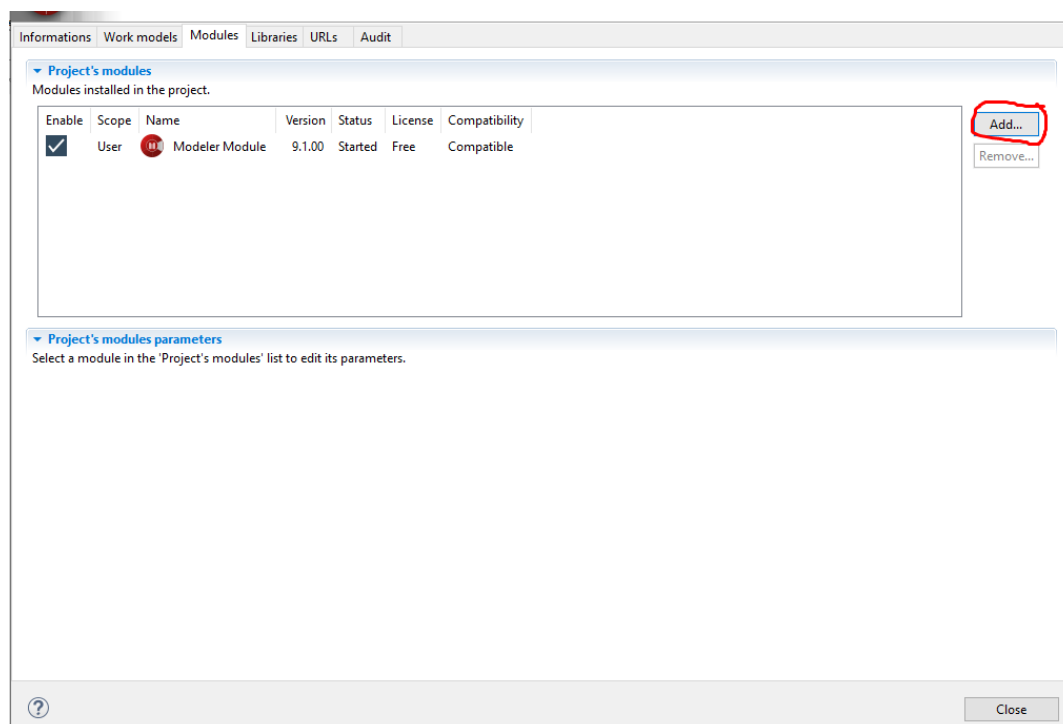 Informations Work models Modules Libraries URLs Audit
Project's modules
Modules installed in the project.
Enable Scope Name Version Status License Compatibility
User Modeler Module 9.1.00 Started Free Compatible
Add...
Remove...
Project's modules parameters
Select a module in the 'Project's modules' list to edit its parameters.
?
Close